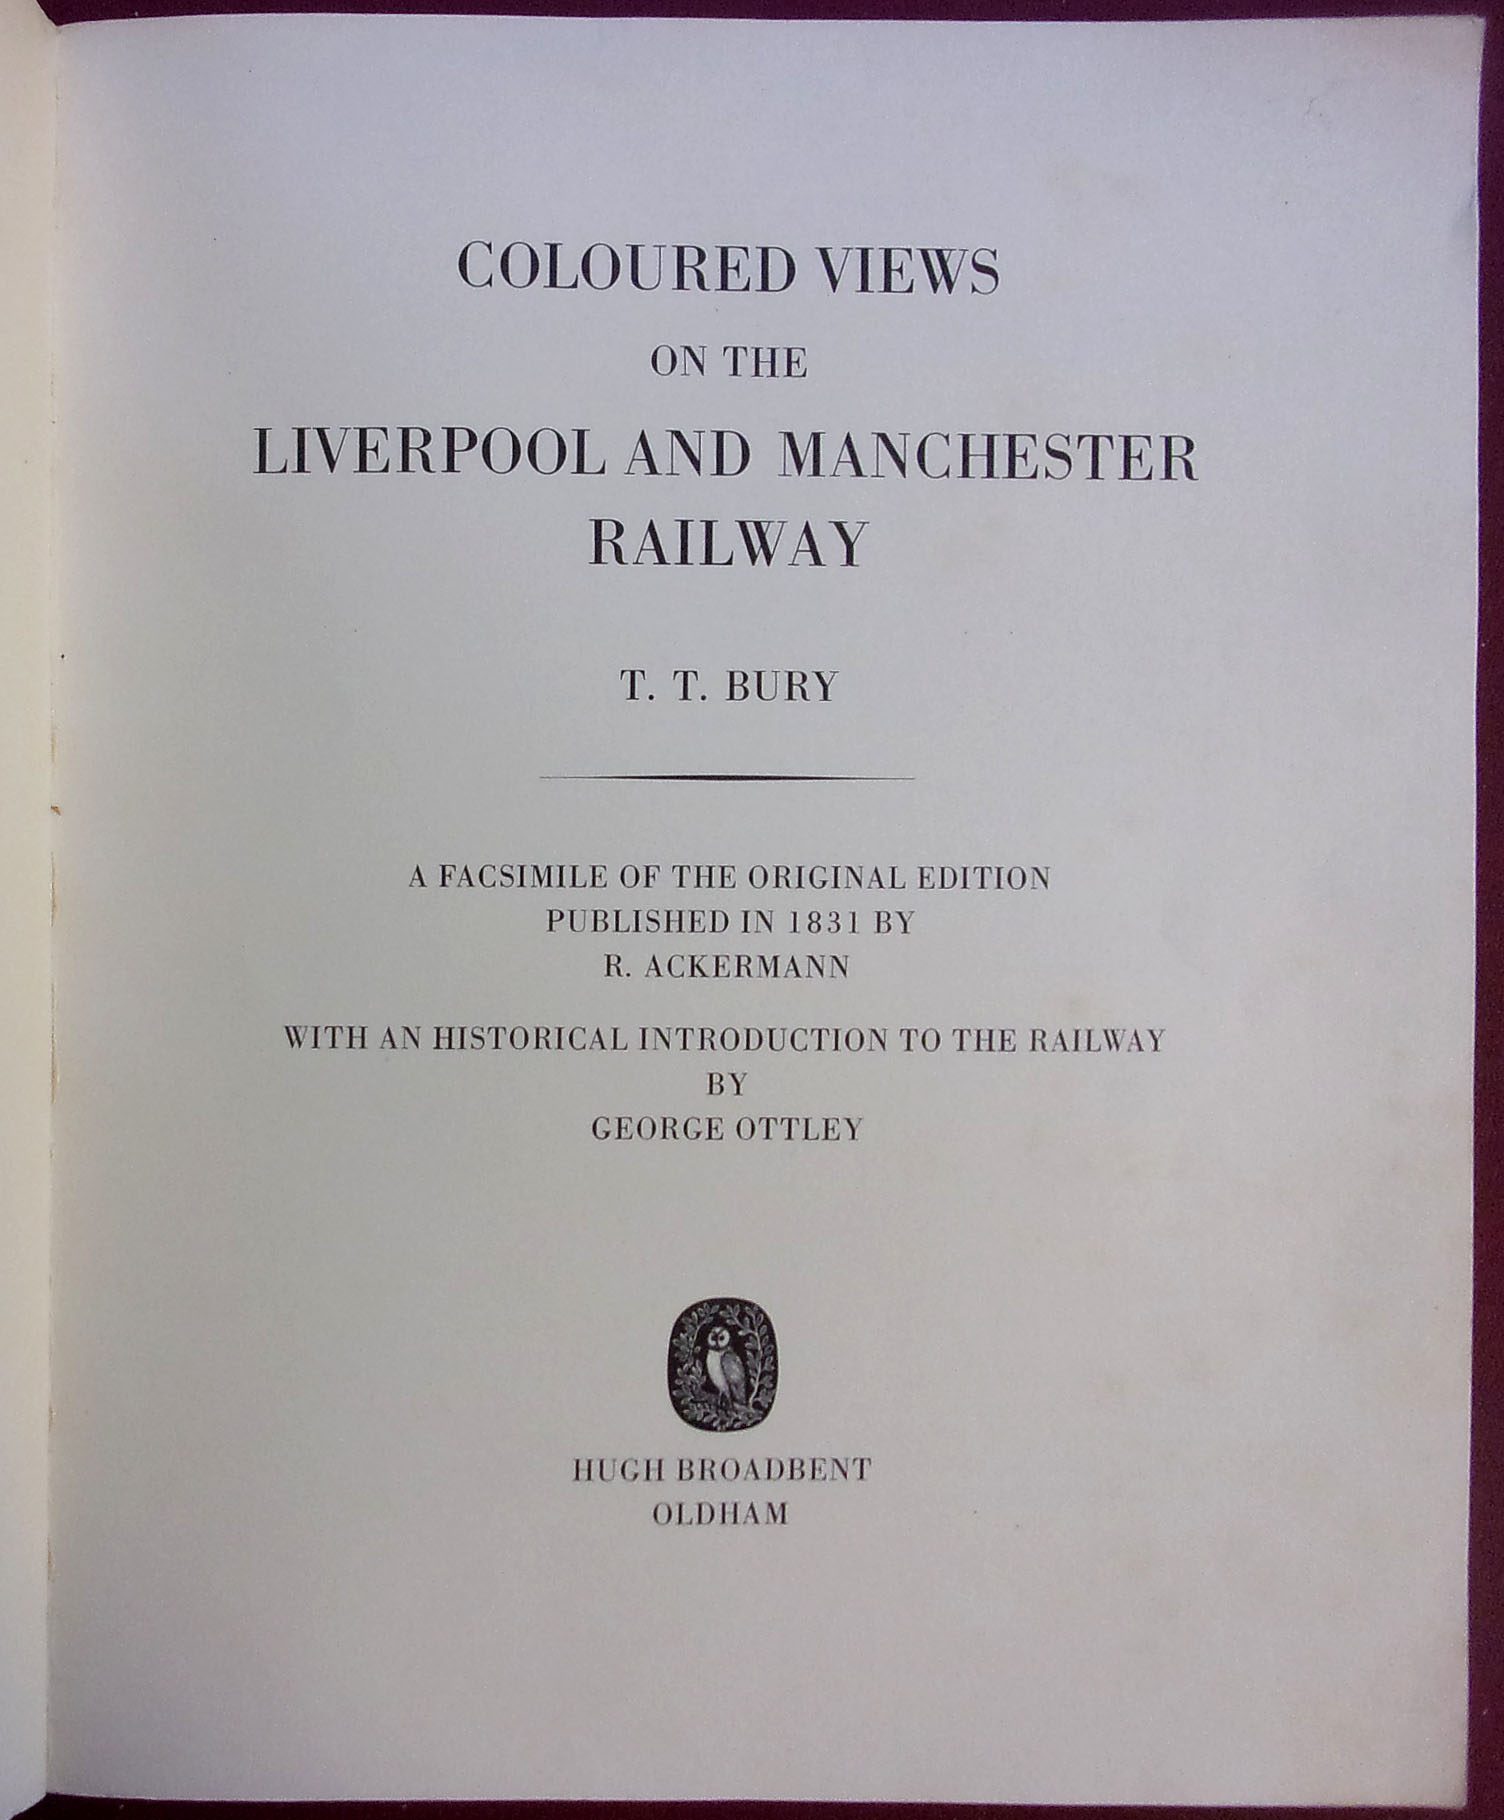 COLOURED VIEWS
ON THE
LIVERPOOL AND MANCHESTER
RAILWAY
T. T. BURY
A FACSIMILE OF THE ORIGINAL EDITION
PUBLISHED IN 1831 BY
R. ACKERMANN
WITH AN HISTORICAL INTRODUCTION TO THE RAILWAY
BY
GEORGE OTTLEY
HUGH BROADBENT
OLDHAM